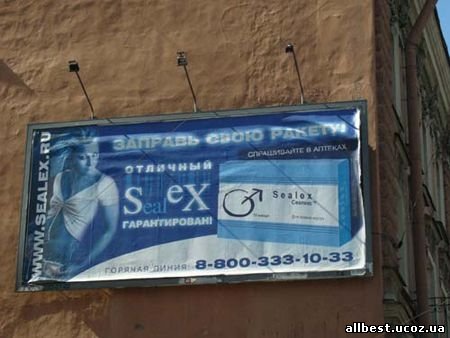 WWW.SEALEX.RU
ЗАПРАВЬ СВОЮ РАКЕТУ!
СПРАШИВАЙТЕ В АПТЕКАХ
ОТЛИЧНЫЙ
SealeX
ГАРАНТИРОВАН!
Sealex
Силекс
ГОРЯЧАЯ ЛИНИЯ: 8-800-333-10-33
allbest.ucoz.ua